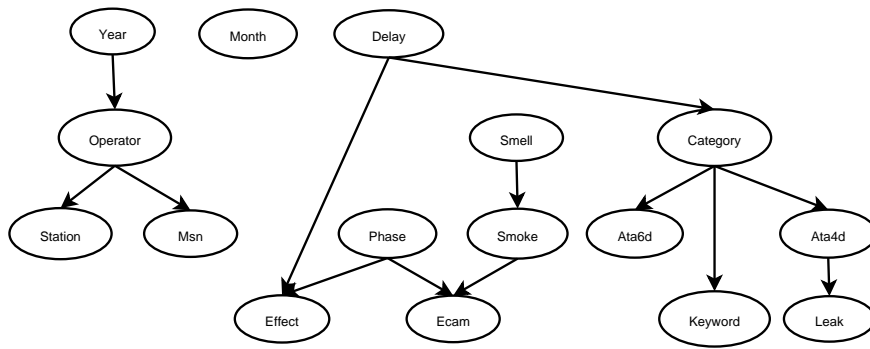 Year
Month
Delay
Operator
Smell
Category
Station
Msn
Phase
Smoke
Ata6d
Ata4d
Effect
Ecam
Keyword
Leak